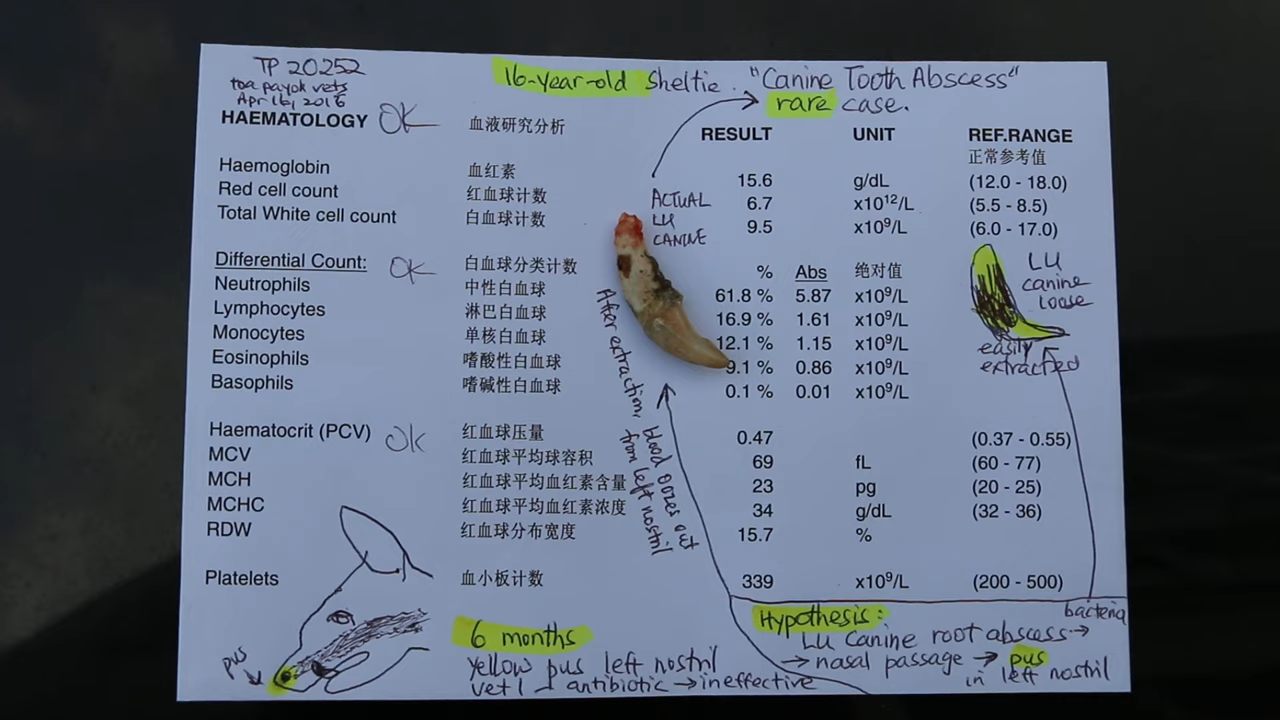 TP 20252
toa payoh vets
Apr 16, 2016
16-year-old Sheltie. "Canine Tooth Abscess"
rare case.
HAEMATOLOGY OK 血液研究分析 RESULT UNIT REF.RANGE
正常参考值
Haemoglobin 血红素 15.6 g/dL (12.0 - 18.0)
Red cell count 红血球计数 6.7 x10¹²/L (5.5 - 8.5)
Total White cell count 白血球计数 9.5 x10⁹/L (6.0 - 17.0)
ACTUAL
LU
CANINE
Differential Count: OK 白血球分类计数 % Abs 绝对值
Neutrophils 中性白血球 61.8 % 5.87 x10⁹/L
Lymphocytes 淋巴白血球 16.9 % 1.61 x10⁹/L
Monocytes 单核白血球 12.1 % 1.15 x10⁹/L
Eosinophils 嗜酸性白血球 9.1 % 0.86 x10⁹/L
Basophils 嗜碱性白血球 0.1 % 0.01 x10⁹/L
LU
canine
loose
easily
extracted
After extraction, blood oozes out
from left nostril
Haematocrit (PCV) OK 红血球压量 0.47 (0.37 - 0.55)
MCV 红血球平均球容积 69 fL (60 - 77)
MCH 红血球平均血红素含量 23 pg (20 - 25)
MCHC 红血球平均血红素浓度 34 g/dL (32 - 36)
RDW 红血球分布宽度 15.7 %
Platelets 血小板计数 339 x10⁹/L (200 - 500)
pus
6 months
yellow pus left nostril
vet 1 - antibiotic → ineffective
Hypothesis: bacteria
LU Canine root abscess →
→ nasal passage → pus
in left nostril